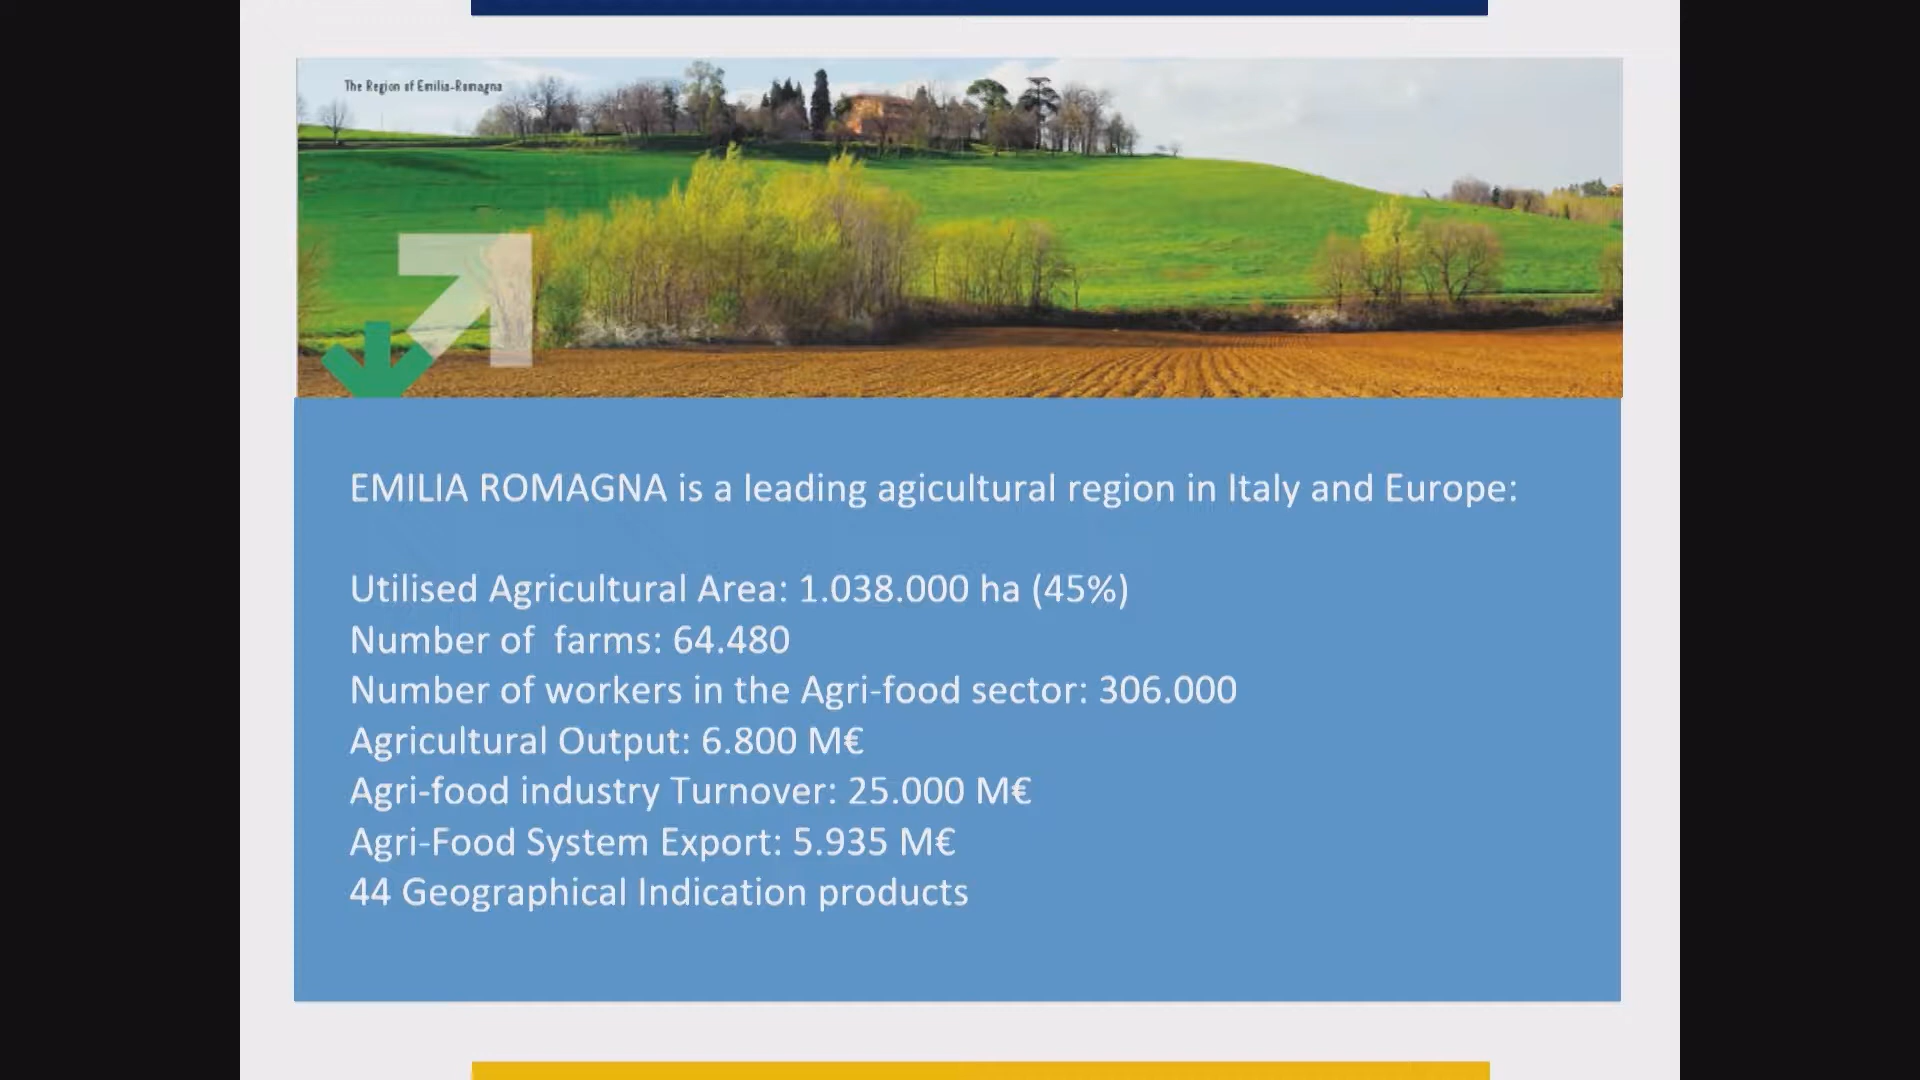 The Region of Emilia-Romagna
EMILIA ROMAGNA is a leading agicultural region in Italy and Europe:
Utilised Agricultural Area: 1.038.000 ha (45%)
Number of  farms: 64.480
Number of workers in the Agri-food sector: 306.000
Agricultural Output: 6.800 M€
Agri-food industry Turnover: 25.000 M€
Agri-Food System Export: 5.935 M€
44 Geographical Indication products